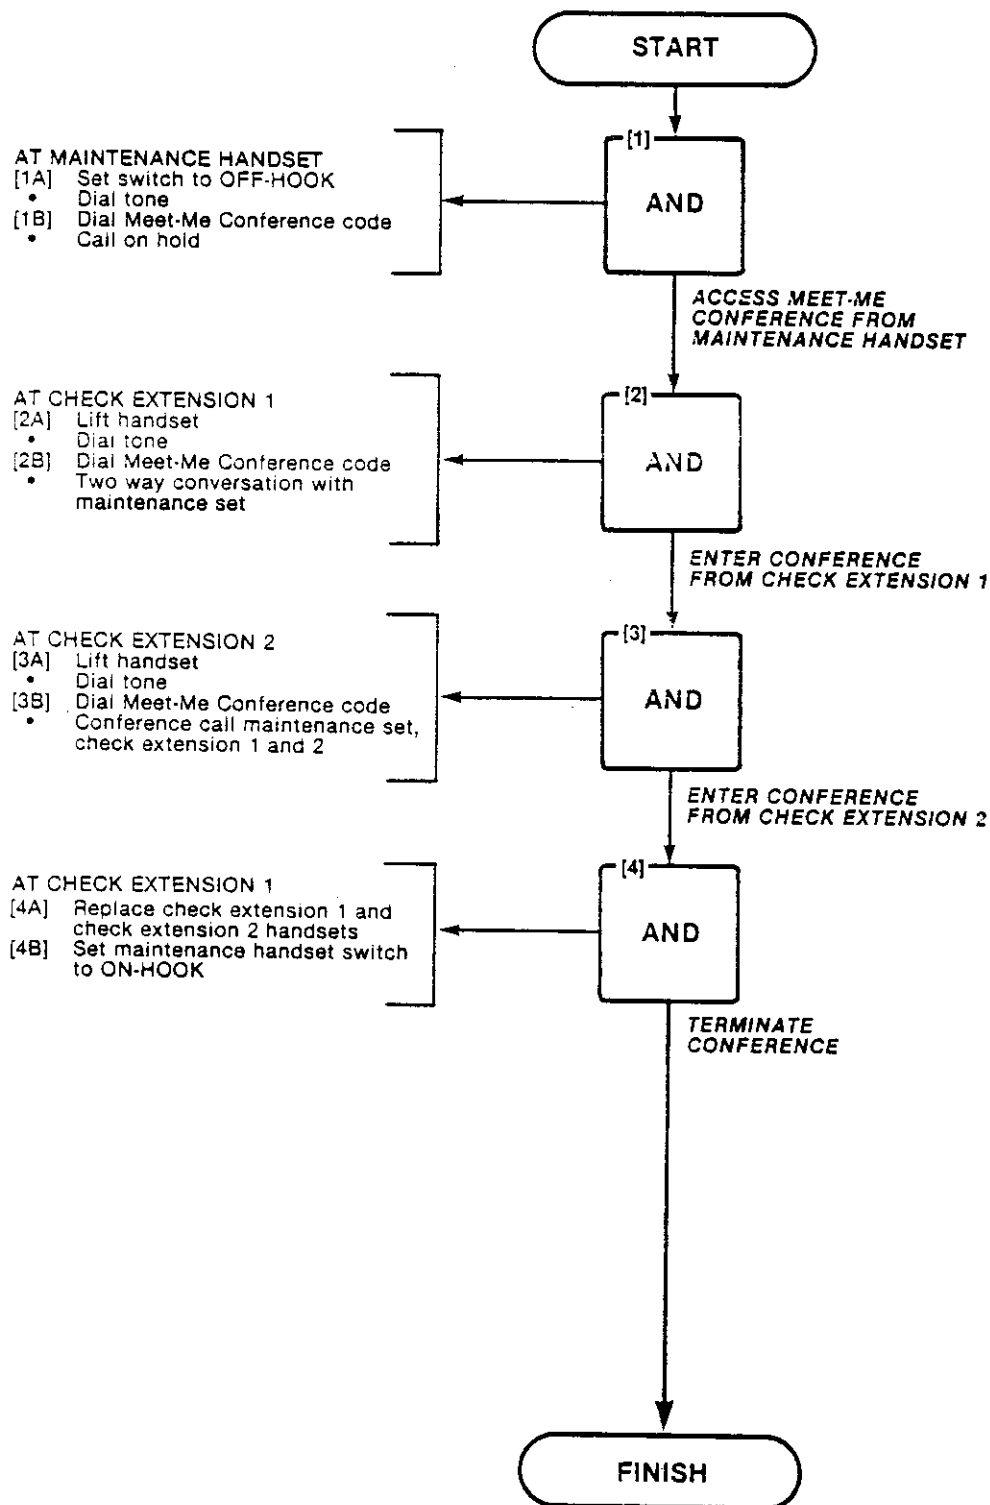 START
[1]
AND
AT MAINTENANCE HANDSET
[1A] Set switch to OFF-HOOK
• Dial tone
[1B] Dial Meet-Me Conference code
• Call on hold
ACCESS MEET-ME
CONFERENCE FROM
MAINTENANCE HANDSET
[2]
AND
AT CHECK EXTENSION 1
[2A] Lift handset
• Dial tone
[2B] Dial Meet-Me Conference code
• Two way conversation with
maintenance set
ENTER CONFERENCE
FROM CHECK EXTENSION 1
[3]
AND
AT CHECK EXTENSION 2
[3A] Lift handset
• Dial tone
[3B] Dial Meet-Me Conference code
• Conference call maintenance set,
check extension 1 and 2
ENTER CONFERENCE
FROM CHECK EXTENSION 2
[4]
AND
AT CHECK EXTENSION 1
[4A] Replace check extension 1 and
check extension 2 handsets
[4B] Set maintenance handset switch
to ON-HOOK
TERMINATE
CONFERENCE
FINISH